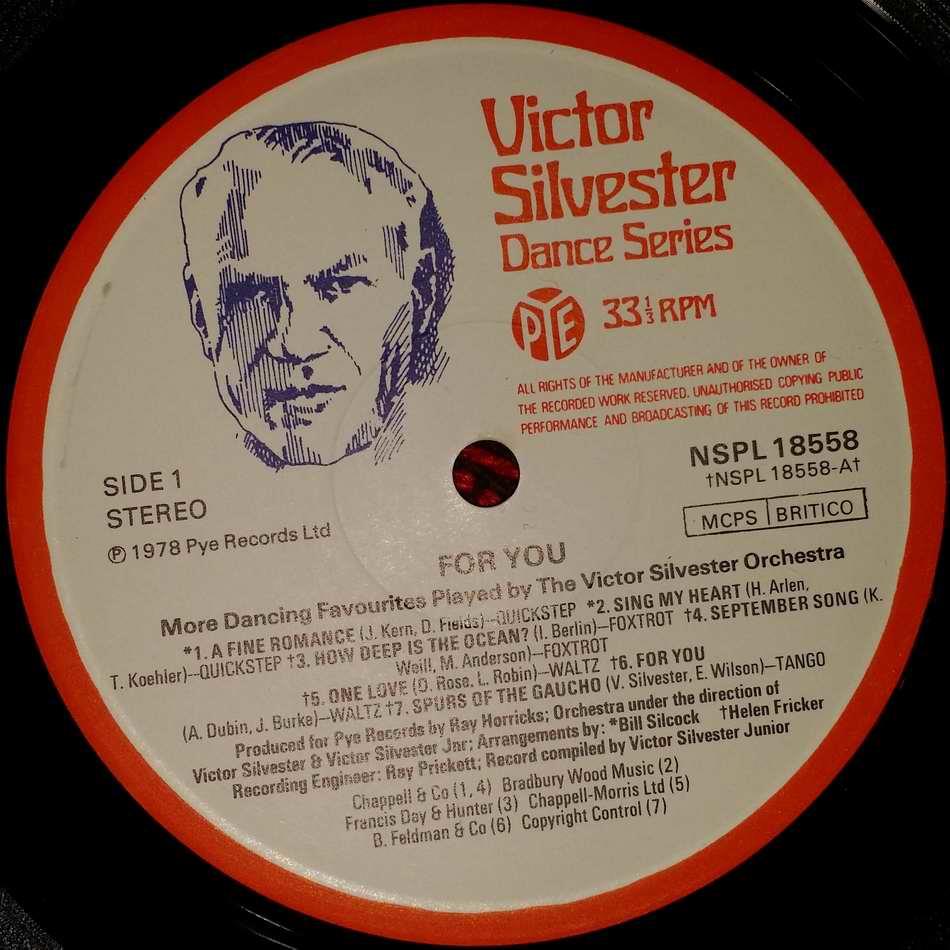 Victor
Silvester
Dance Series
PYE 33⅓ RPM
ALL RIGHTS OF THE MANUFACTURER AND OF THE OWNER OF
THE RECORDED WORK RESERVED. UNAUTHORISED COPYING PUBLIC
PERFORMANCE AND BROADCASTING OF THIS RECORD PROHIBITED
NSPL 18558
†NSPL 18558-A†
MCPS BRITICO
SIDE 1
STEREO
℗ 1978 Pye Records Ltd
FOR YOU
More Dancing Favourites Played by The Victor Silvester Orchestra
*1. A FINE ROMANCE (J. Kern, D. Fields)–QUICKSTEP *2. SING MY HEART (H. Arlen,
T. Koehler)–QUICKSTEP †3. HOW DEEP IS THE OCEAN? (I. Berlin)–FOXTROT †4. SEPTEMBER SONG (K.
Weill, M. Anderson)–FOXTROT
†5. ONE LOVE (D. Rose. L. Robin)–WALTZ †6. FOR YOU
(A. Dubin, J. Burke)–WALTZ †7. SPURS OF THE GAUCHO (V. Silvester, E. Wilson)–TANGO
Produced for Pye Records by Ray Horricks; Orchestra under the direction of
Victor Silvester & Victor Silvester Jnr; Arrangements by: *Bill Silcock †Helen Fricker
Recording Engineer: Ray Prickett; Record compiled by Victor Silvester Junior
Chappell & Co (1, 4) Bradbury Wood Music (2)
Francis Day & Hunter (3) Chappell-Morris Ltd (5)
B. Feldman & Co (6) Copyright Control (7)